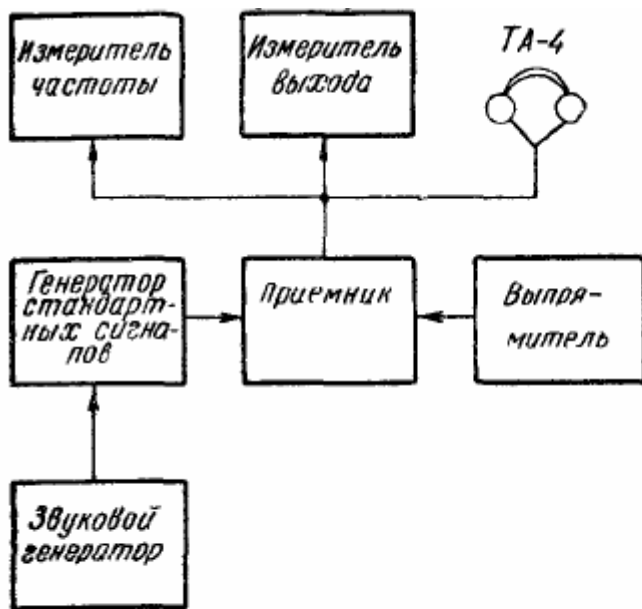 Измеритель
частоты
Измеритель
выхода
ТА-4
Генератор
стандарт-
ных сигна-
лов
Приемник
Выпря-
митель
Звуковой
генератор